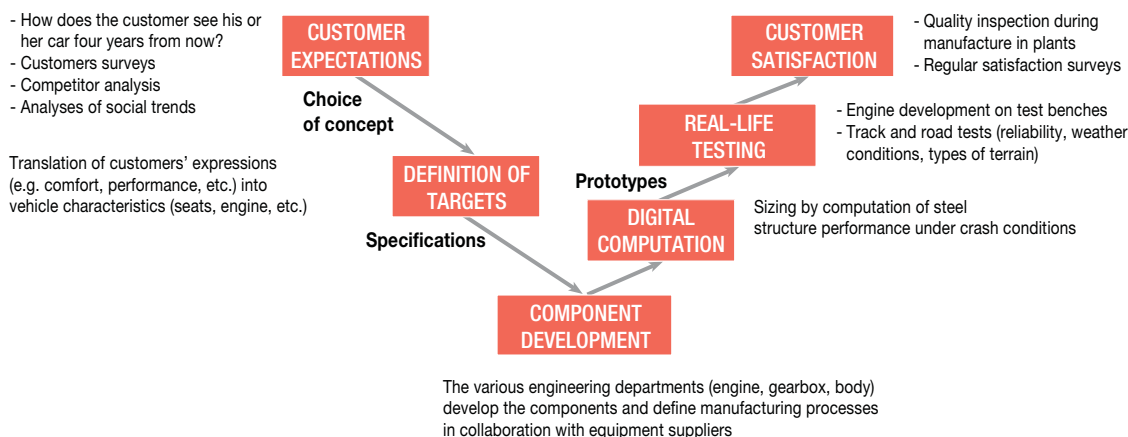 - How does the customer see his or
her car four years from now?
- Customers surveys
- Competitor analysis
- Analyses of social trends
CUSTOMER
EXPECTATIONS
Choice
of concept
Translation of customers' expressions
(e.g. comfort, performance, etc.) into
vehicle characteristics (seats, engine, etc.)
DEFINITION OF
TARGETS
Specifications
COMPONENT
DEVELOPMENT
The various engineering departments (engine, gearbox, body)
develop the components and define manufacturing processes
in collaboration with equipment suppliers
DIGITAL
COMPUTATION
Sizing by computation of steel
structure performance under crash conditions
Prototypes
REAL-LIFE
TESTING
- Engine development on test benches
- Track and road tests (reliability, weather
conditions, types of terrain)
CUSTOMER
SATISFACTION
- Quality inspection during
manufacture in plants
- Regular satisfaction surveys